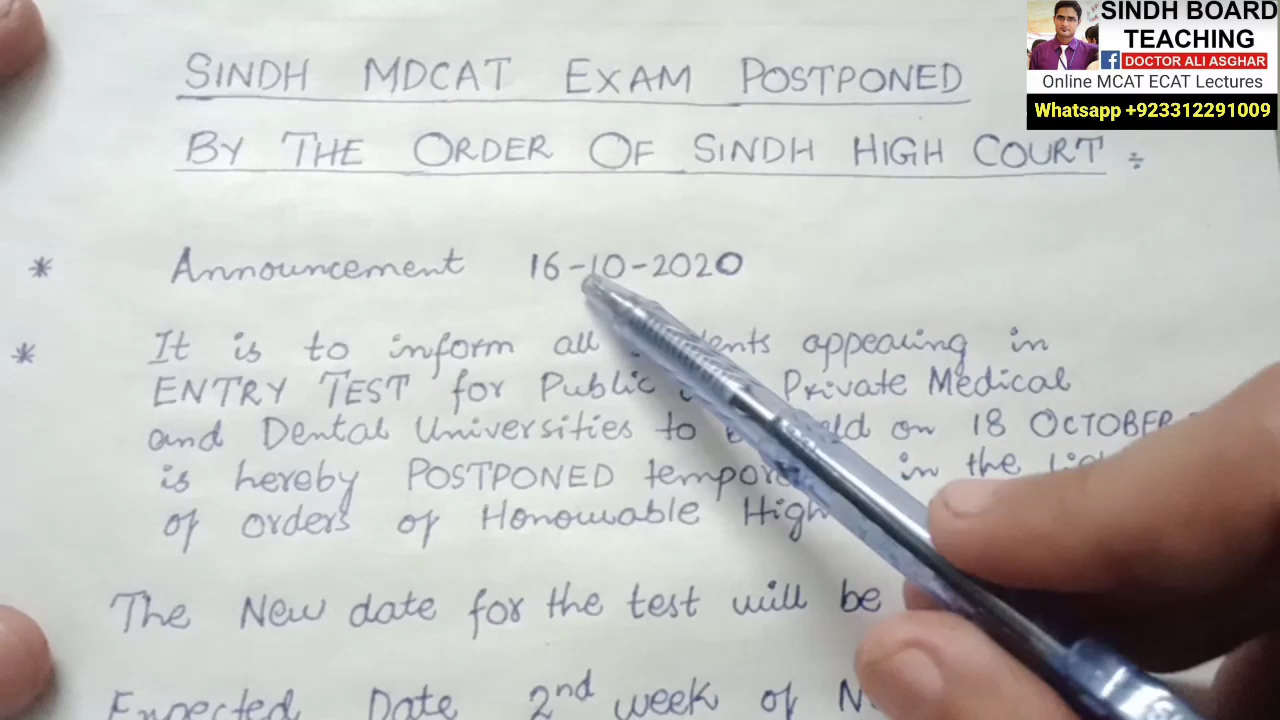 SINDH BOARD
TEACHING
f DOCTOR ALI ASGHAR
Online MCAT ECAT Lectures
Whatsapp +923312291009
SINDH MDCAT EXAM POSTPONED
BY THE ORDER OF SINDH HIGH COURT ÷
* Announcement 16-10-2020
* It is to inform all appearing in
ENTRY TEST for Public Private Medical
and Dental Universities to on 18 OCTOBER
is hereby POSTPONED in the
of orders of Honourable High
The New date for the test will be
Expected Date 2nd week of